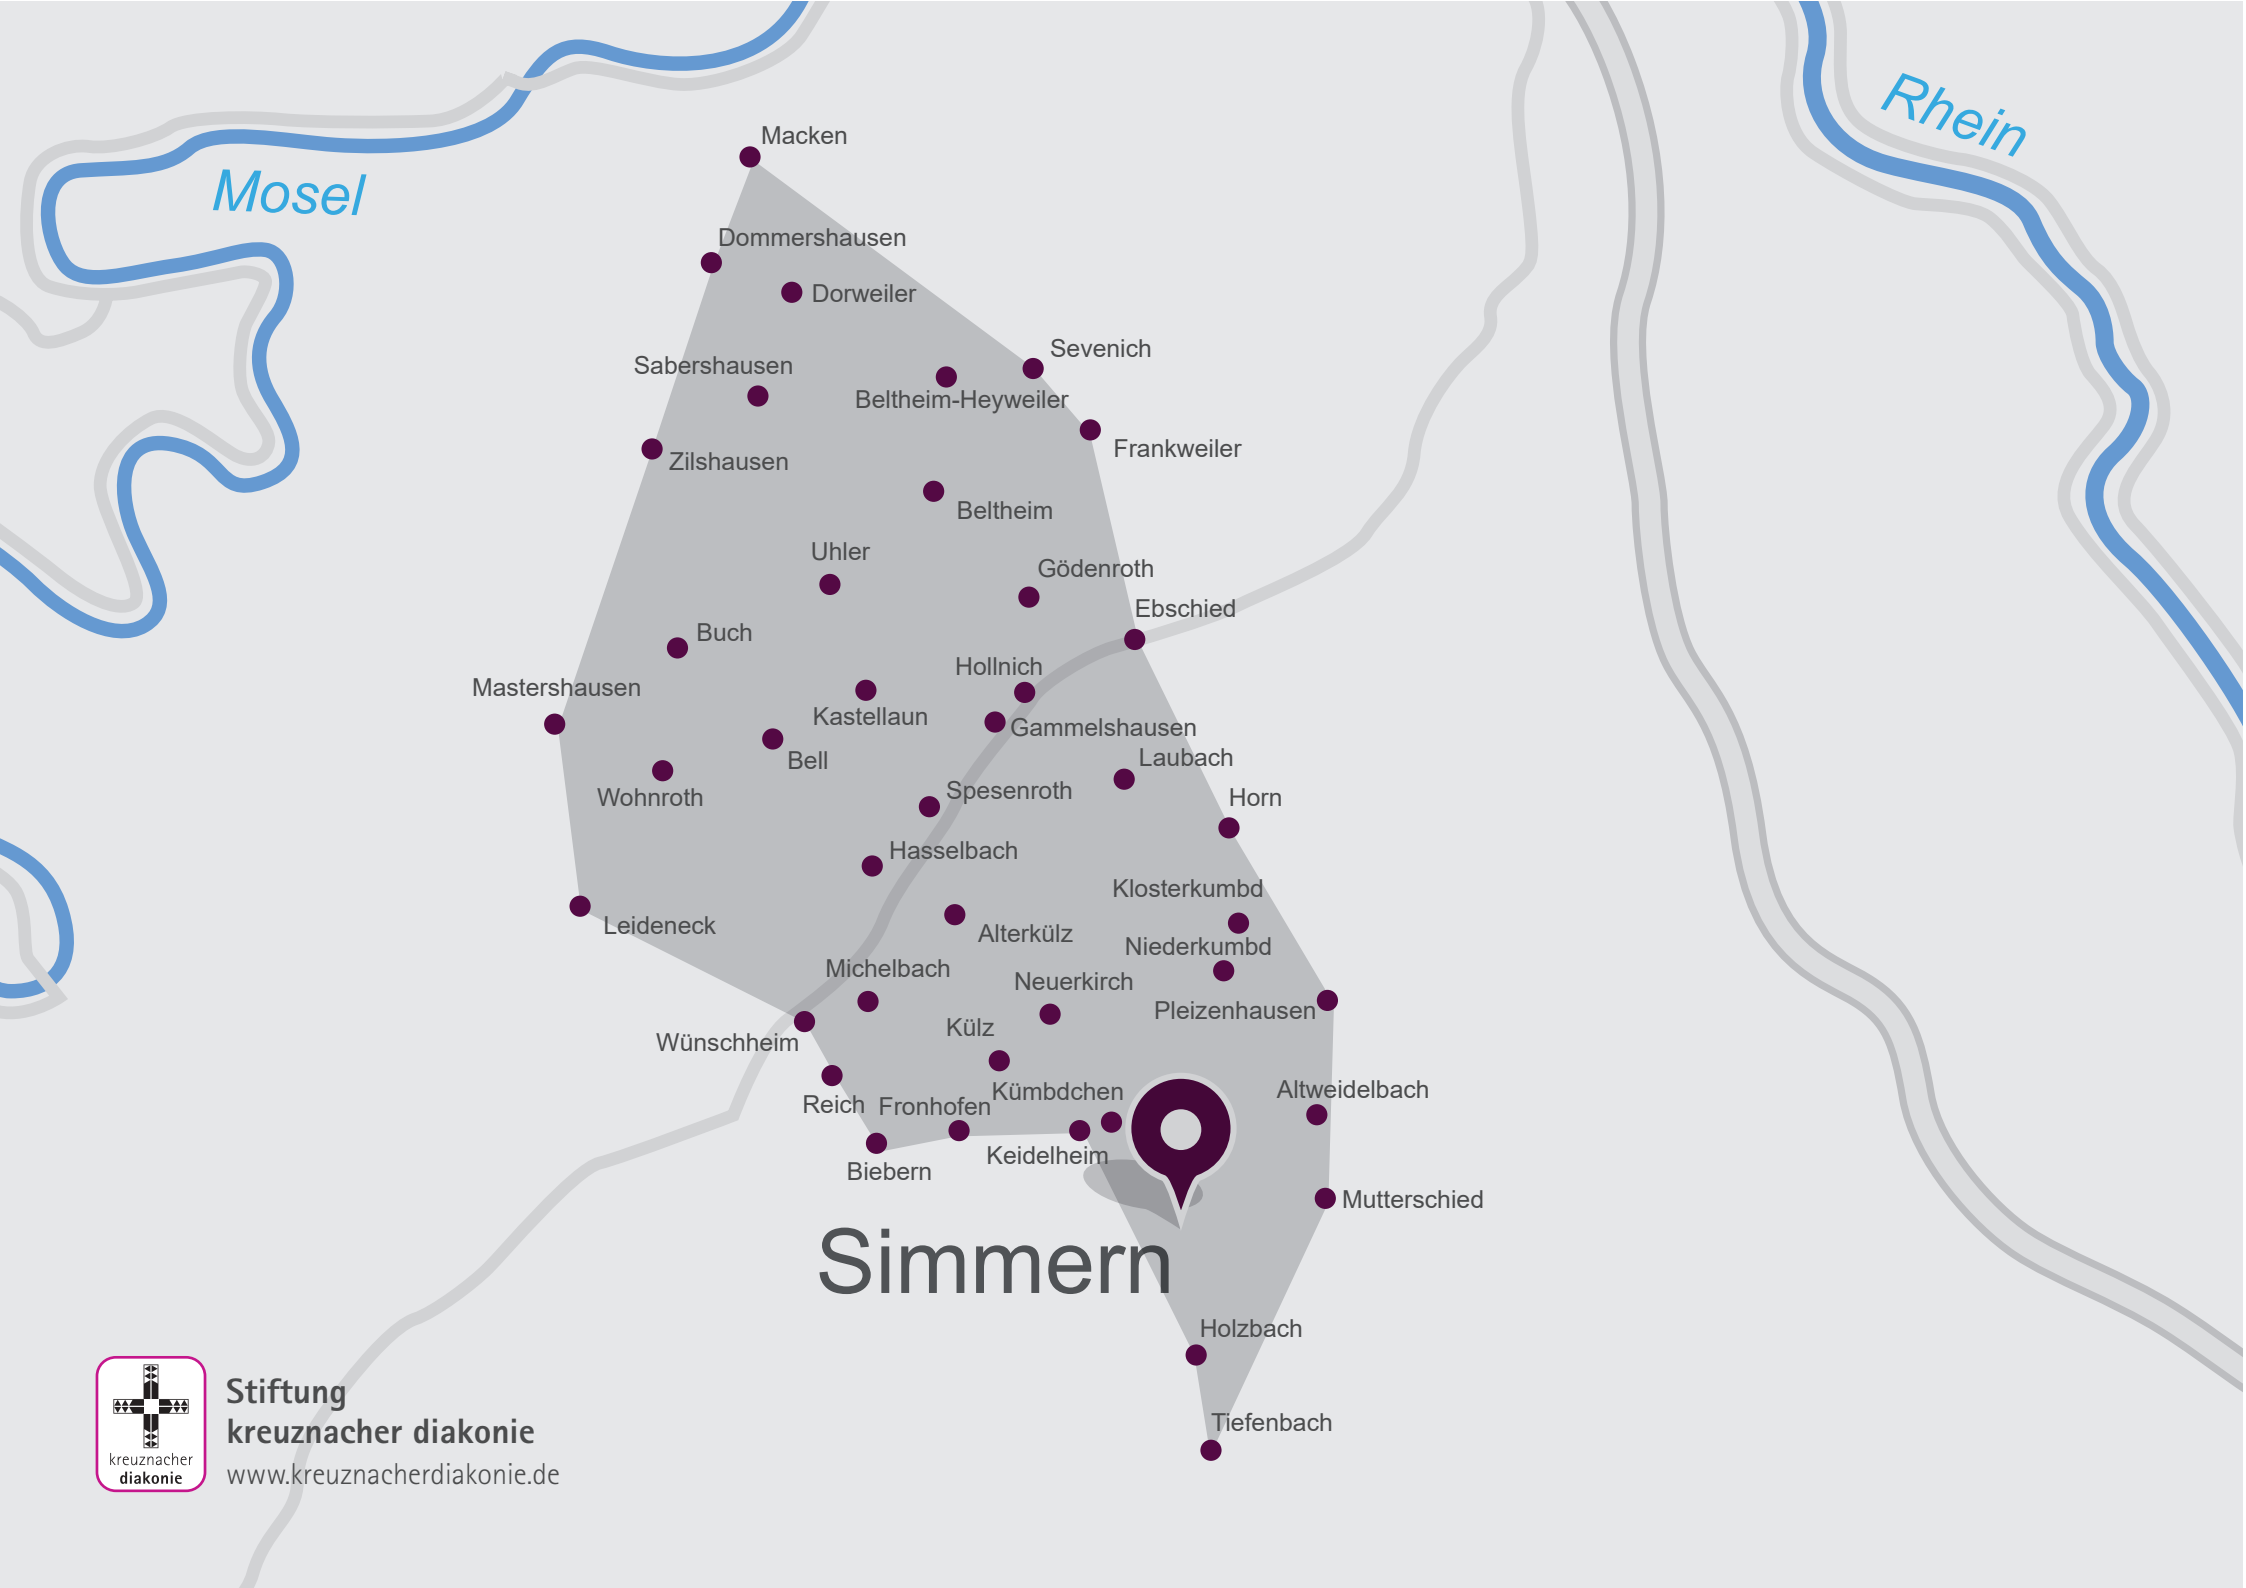 Rhein
Macken
Mosel
Dommershausen
Dorweiler
Sevenich
Sabershausen
Beltheim-Heyweiler
Frankweiler
Zilshausen
Beltheim
Uhler
Gödenroth
Ebschied
Buch
Hollnich
Mastershausen
Kastellaun
Gammelshausen
Bell
Laubach
Wohnroth
Spesenroth
Horn
Hasselbach
Klosterkumbd
Leideneck
Alterkülz
Niederkumbd
Michelbach
Neuerkirch
Pleizenhausen
Külz
Wünschheim
Kümbdchen
Altweidelbach
Reich
Fronhofen
Keidelheim
Biebern
Mutterschied
Simmern
Holzbach
Tiefenbach
Stiftung
kreuznacher diakonie
www.kreuznacherdiakonie.de
kreuznacher
diakonie